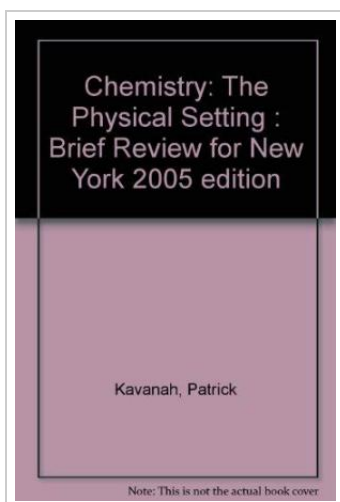 Chemistry: The
Physical Setting :
Brief Review for New
York 2005 edition
Kavanah, Patrick
Note: This is not the actual book cover